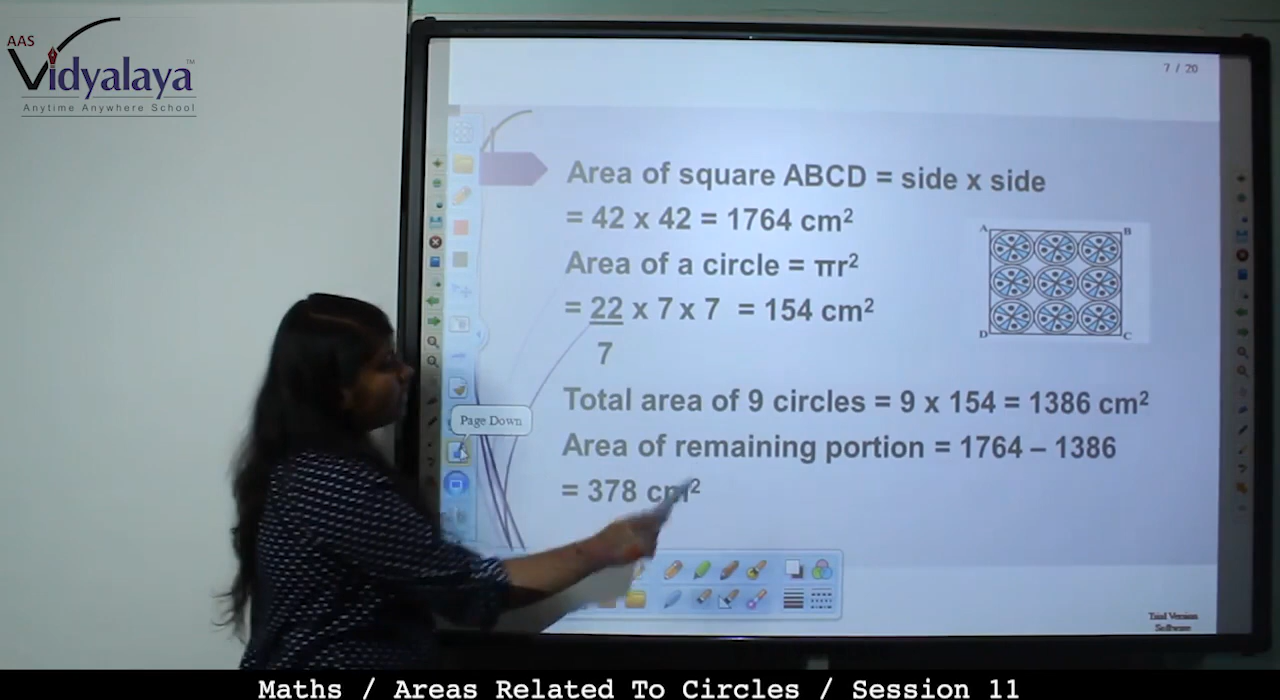 AAS
Vidyalaya
TM
Anytime Anywhere School
7 / 20
Area of square ABCD = side x side
= 42 x 42 = 1764 cm²
A B
Area of a circle = πr²
= 22 x 7 x 7 = 154 cm²
7
D C
Total area of 9 circles = 9 x 154 = 1386 cm²
Page Down
Area of remaining portion = 1764 – 1386
= 378 cm²
Trial Version
Software
Maths / Areas Related To Circles / Session 11